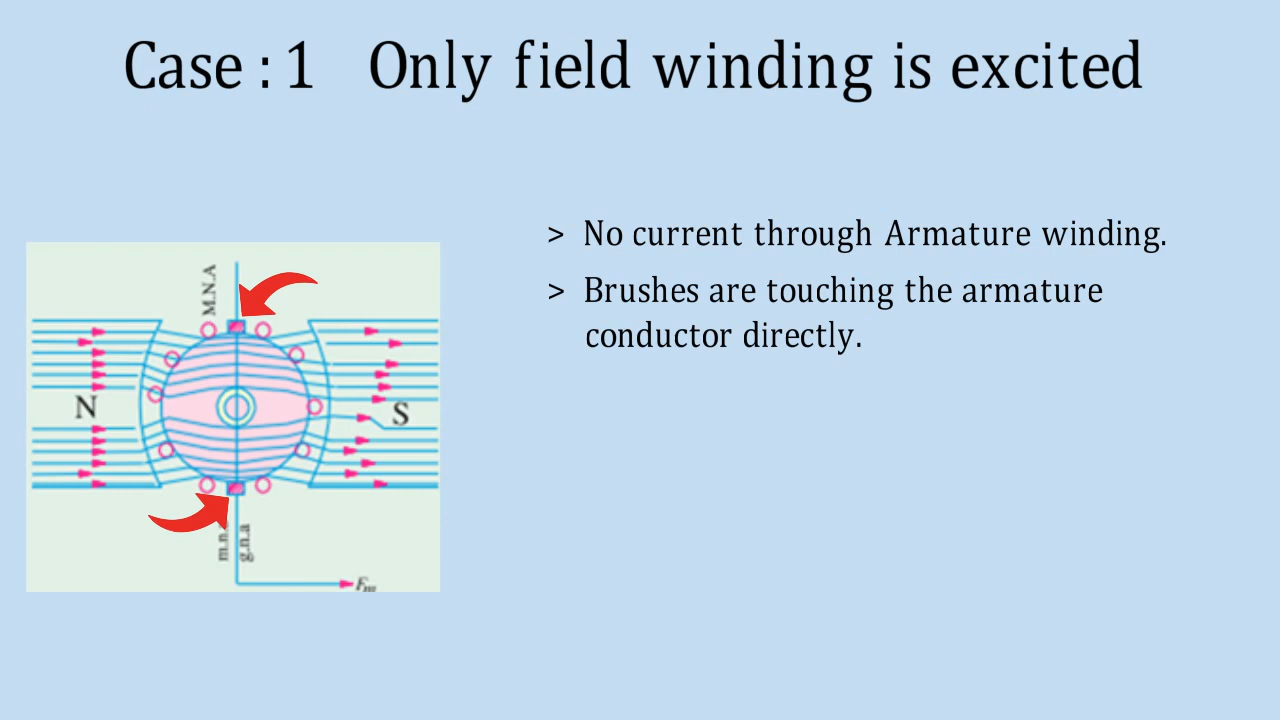 Case : 1 Only field winding is excited
> No current through Armature winding.
> Brushes are touching the armature
conductor directly.
M.N.A
N
S
g.n.a